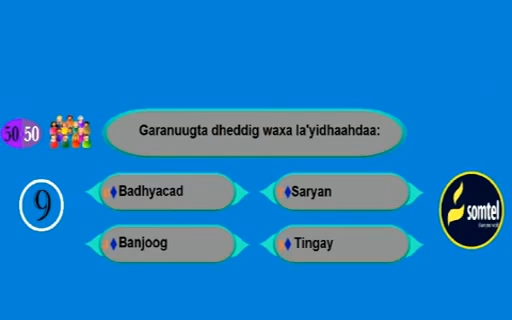 Garanuugta dheddig waxa la'yidhaahdaa:
50 50
9
Badhyacad
Saryan
Banjoog
Tingay
somtel